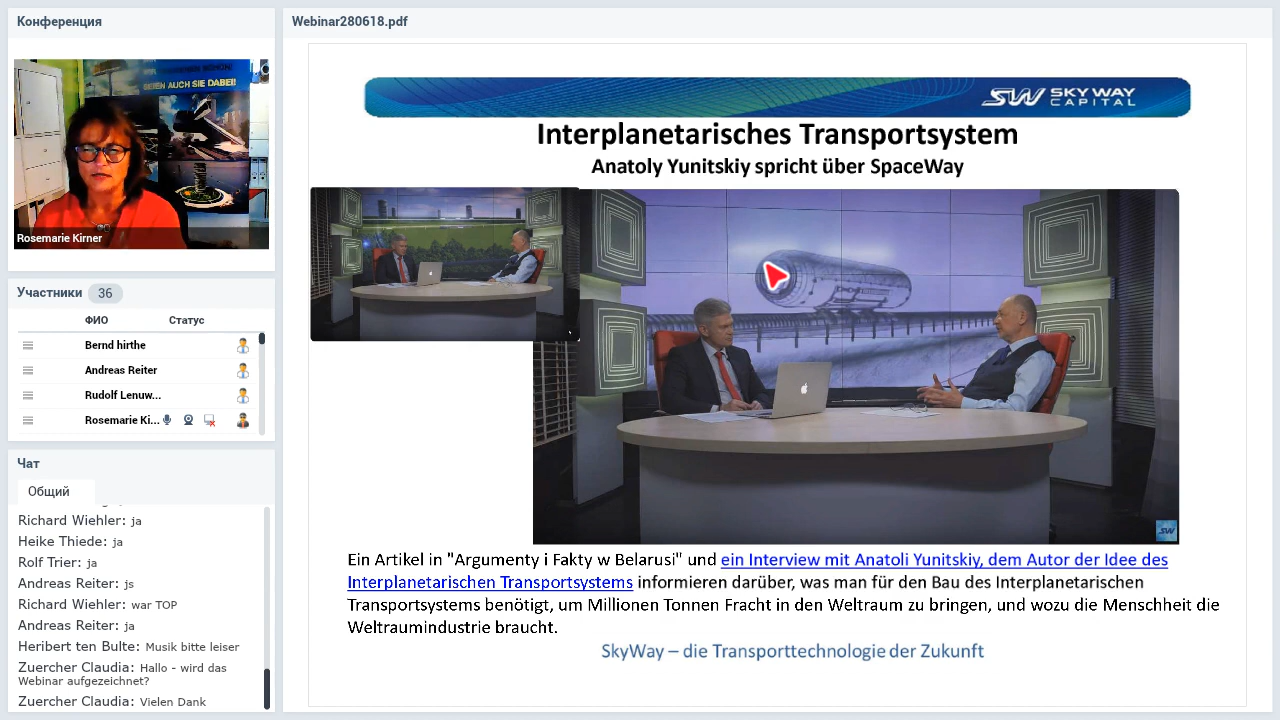 Конференция
SEIEN AUCH SIE DABEI!
Rosemarie Kirner
Участники 36
ФИО Статус
Bernd hirthe
Andreas Reiter
Rudolf Lenuw...
Rosemarie Ki...
Чат
Общий
Richard Wiehler: ja
Heike Thiede: ja
Rolf Trier: ja
Andreas Reiter: js
Richard Wiehler: war TOP
Andreas Reiter: ja
Heribert ten Bulte: Musik bitte leiser
Zuercher Claudia: Hallo - wird das
Webinar aufgezeichnet?
Zuercher Claudia: Vielen Dank
Webinar280618.pdf
SW SKY WAY
CAPITAL
Interplanetarisches Transportsystem
Anatoly Yunitskiy spricht über SpaceWay
SW
Ein Artikel in "Argumenty i Fakty w Belarusi" und ein Interview mit Anatoli Yunitskiy, dem Autor der Idee des
Interplanetarischen Transportsystems informieren darüber, was man für den Bau des Interplanetarischen
Transportsystems benötigt, um Millionen Tonnen Fracht in den Weltraum zu bringen, und wozu die Menschheit die
Weltraumindustrie braucht.
SkyWay – die Transporttechnologie der Zukunft